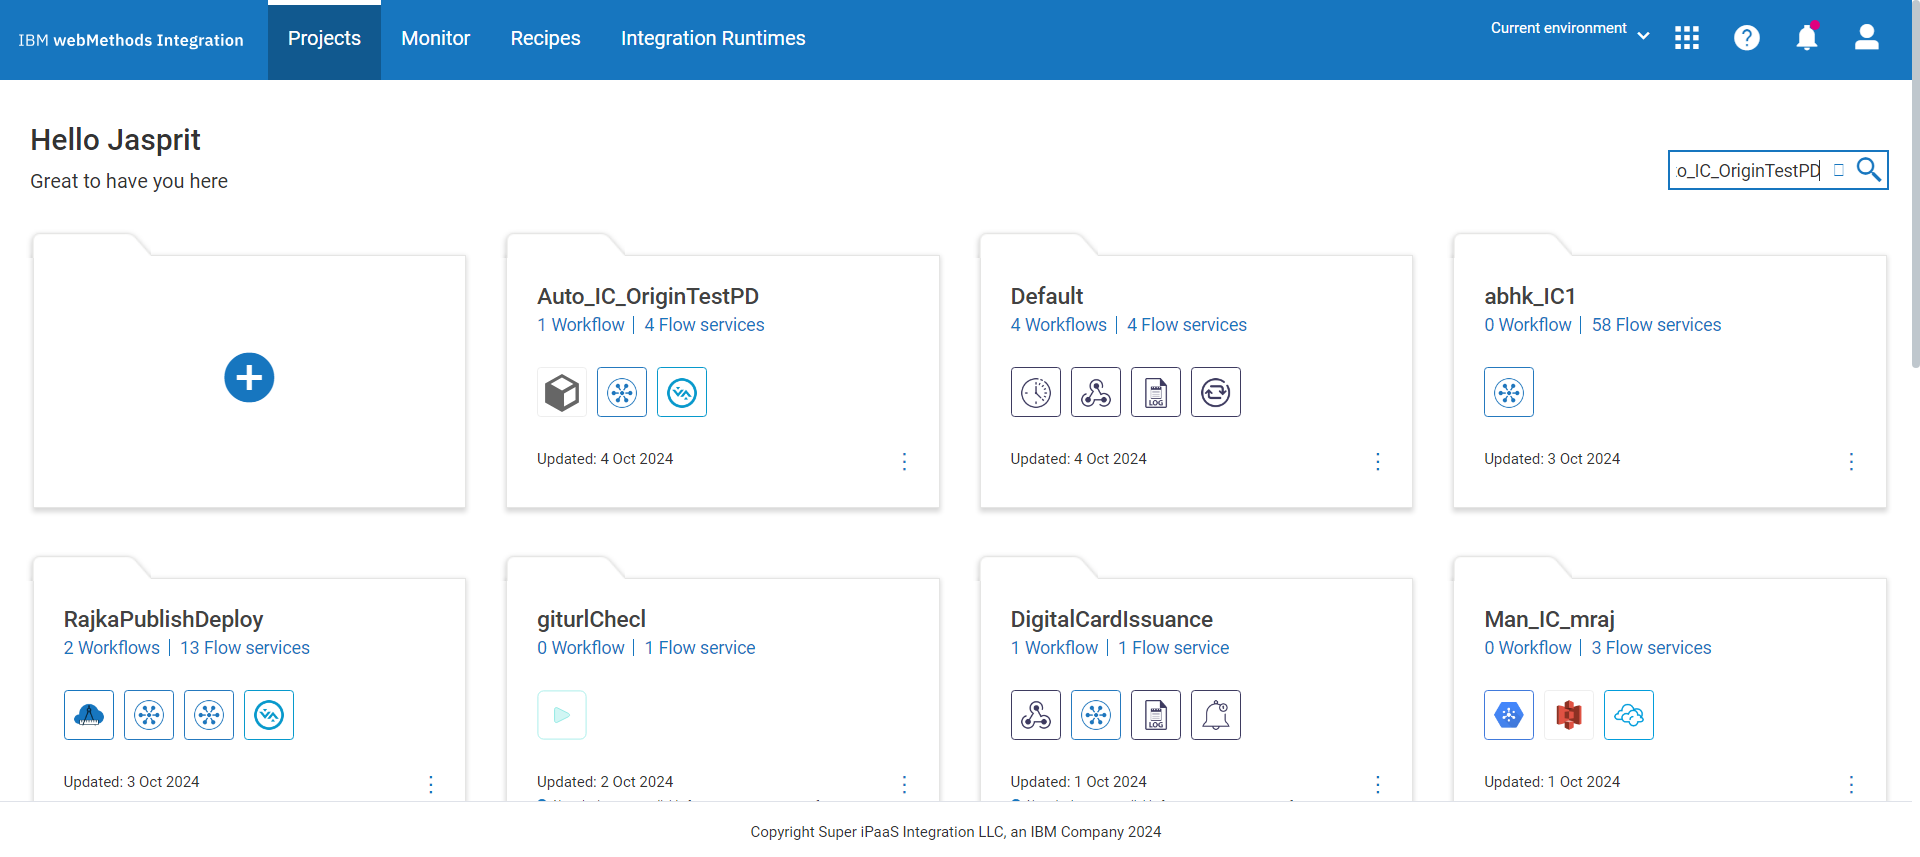 IBM webMethods Integration
Projects
Monitor
Recipes
Integration Runtimes
Current environment
Hello Jasprit
Great to have you here
o_IC_OriginTestPD
Auto_IC_OriginTestPD
1 Workflow | 4 Flow services
Updated: 4 Oct 2024
Default
4 Workflows | 4 Flow services
LOG
Updated: 4 Oct 2024
abhk_IC1
0 Workflow | 58 Flow services
Updated: 3 Oct 2024
RajkaPublishDeploy
2 Workflows | 13 Flow services
Updated: 3 Oct 2024
giturlChecl
0 Workflow | 1 Flow service
Updated: 2 Oct 2024
DigitalCardIssuance
1 Workflow | 1 Flow service
LOG
Updated: 1 Oct 2024
Man_IC_mraj
0 Workflow | 3 Flow services
Updated: 1 Oct 2024
Copyright Super iPaaS Integration LLC, an IBM Company 2024